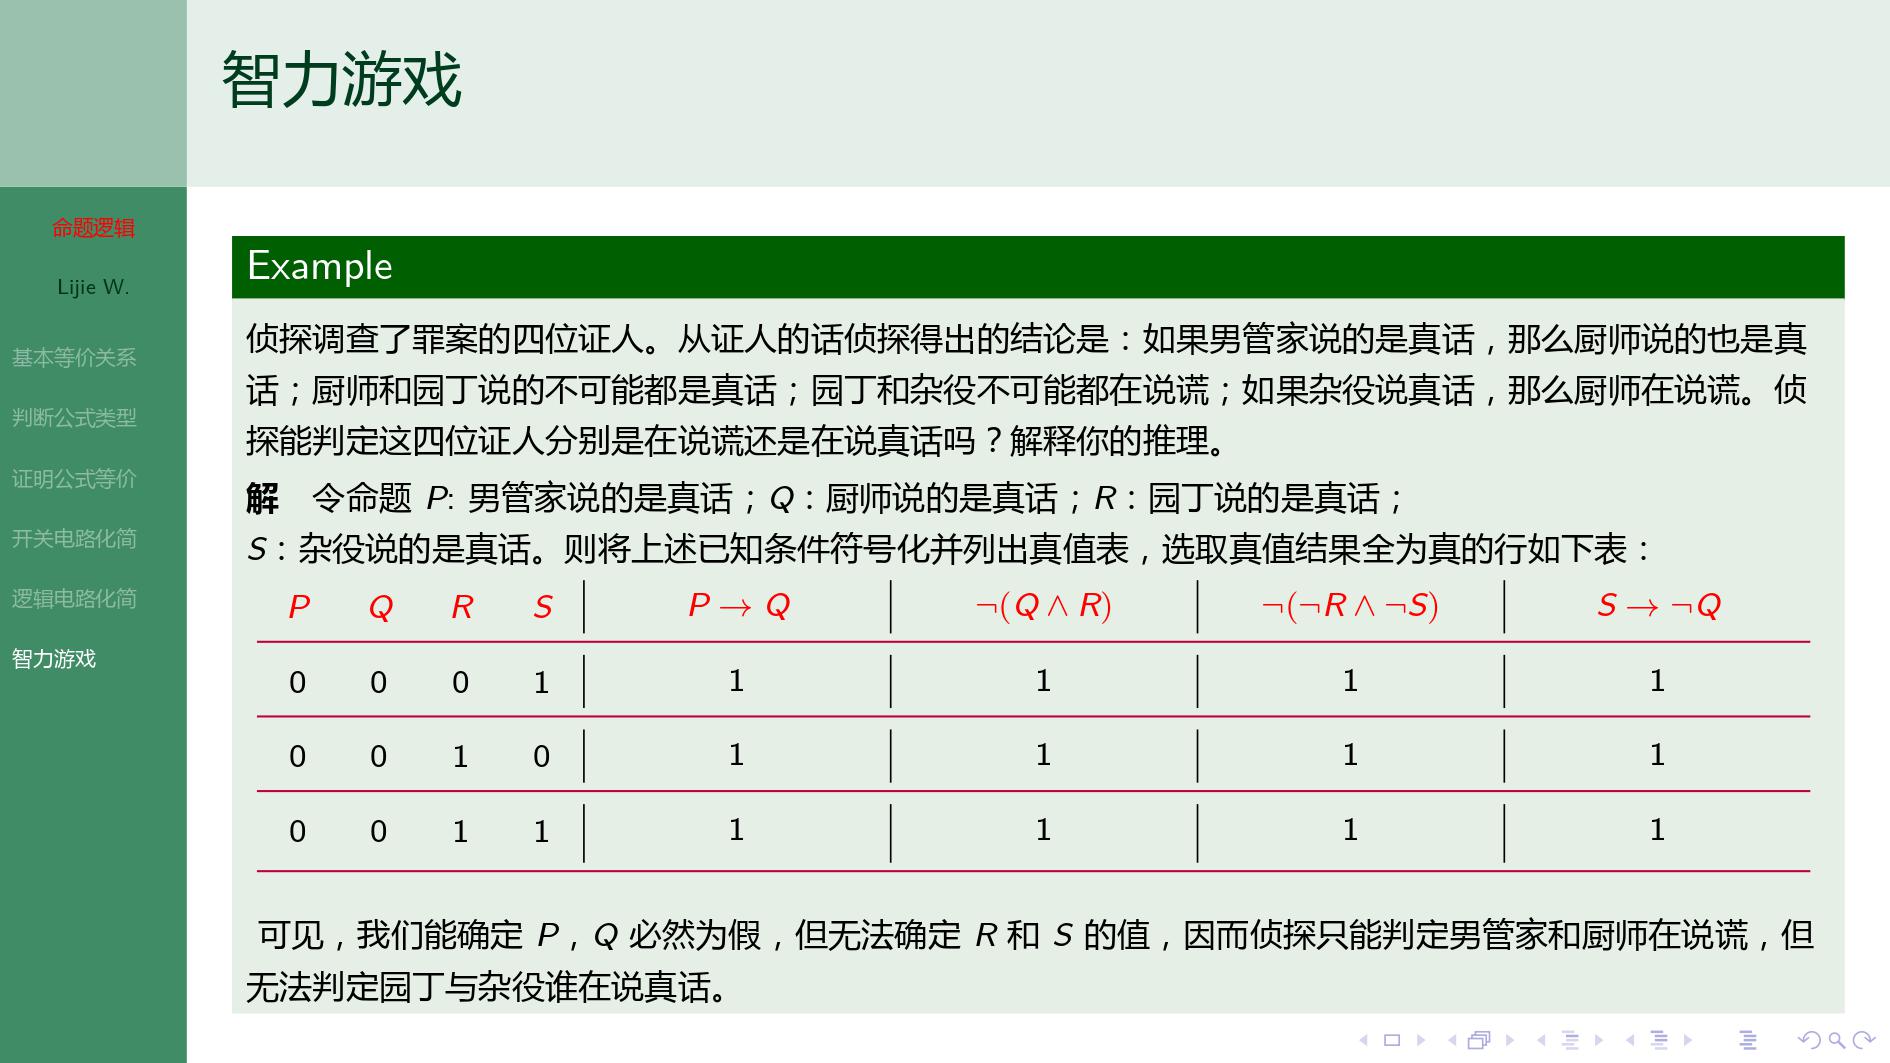 智力游戏
命题逻辑
Lijie W.
基本等价关系
判断公式类型
证明公式等价
开关电路化简
逻辑电路化简
智力游戏
Example
侦探调查了罪案的四位证人。从证人的话侦探得出的结论是：如果男管家说的是真话，那么厨师说的也是真
话；厨师和园丁说的不可能都是真话；园丁和杂役不可能都在说谎；如果杂役说真话，那么厨师在说谎。侦
探能判定这四位证人分别是在说谎还是在说真话吗？解释你的推理。
解 令命题 P: 男管家说的是真话；Q：厨师说的是真话；R：园丁说的是真话；
S：杂役说的是真话。则将上述已知条件符号化并列出真值表，选取真值结果全为真的行如下表：
P Q R S P → Q ¬(Q ∧ R) ¬(¬R ∧ ¬S) S → ¬Q
0 0 0 1 1 1 1 1
0 0 1 0 1 1 1 1
0 0 1 1 1 1 1 1
可见，我们能确定 P，Q 必然为假，但无法确定 R 和 S 的值，因而侦探只能判定男管家和厨师在说谎，但
无法判定园丁与杂役谁在说真话。